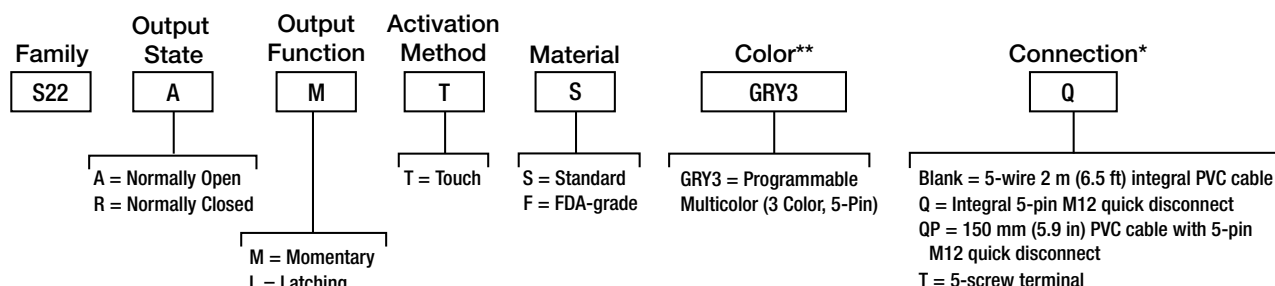 Family
Output State
Output Function
Activation Method
Material
Color**
Connection*
S22
A
M
T
S
GRY3
Q
A = Normally Open
R = Normally Closed
M = Momentary
L = Latching
T = Touch
S = Standard
F = FDA-grade
GRY3 = Programmable
Multicolor (3 Color, 5-Pin)
Blank = 5-wire 2 m (6.5 ft) integral PVC cable
Q = Integral 5-pin M12 quick disconnect
QP = 150 mm (5.9 in) PVC cable with 5-pin
M12 quick disconnect
T = 5-screw terminal